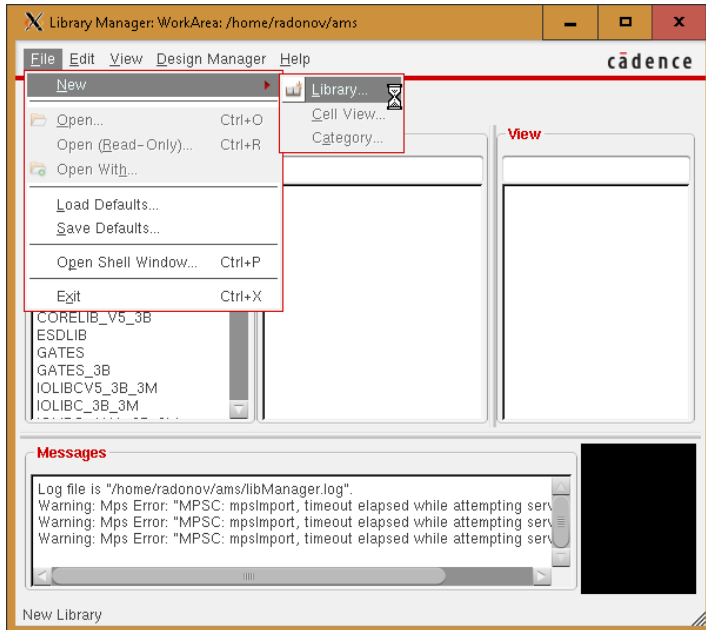 Library Manager: WorkArea: /home/radonov/ams
File Edit View Design Manager Help
cādence
New
Library...
Cell View...
Category...
Open... Ctrl+O
Open (Read-Only)... Ctrl+R
Open With...
Load Defaults...
Save Defaults...
Open Shell Window... Ctrl+P
Exit Ctrl+X
View
CORELIB_V5_3B
ESDLIB
GATES
GATES_3B
IOLIBCV5_3B_3M
IOLIBC_3B_3M
Messages
Log file is "/home/radonov/ams/libManager.log".
Warning: Mps Error: "MPSC: mpsImport, timeout elapsed while attempting serv
Warning: Mps Error: "MPSC: mpsImport, timeout elapsed while attempting serv
Warning: Mps Error: "MPSC: mpsImport, timeout elapsed while attempting serv
New Library